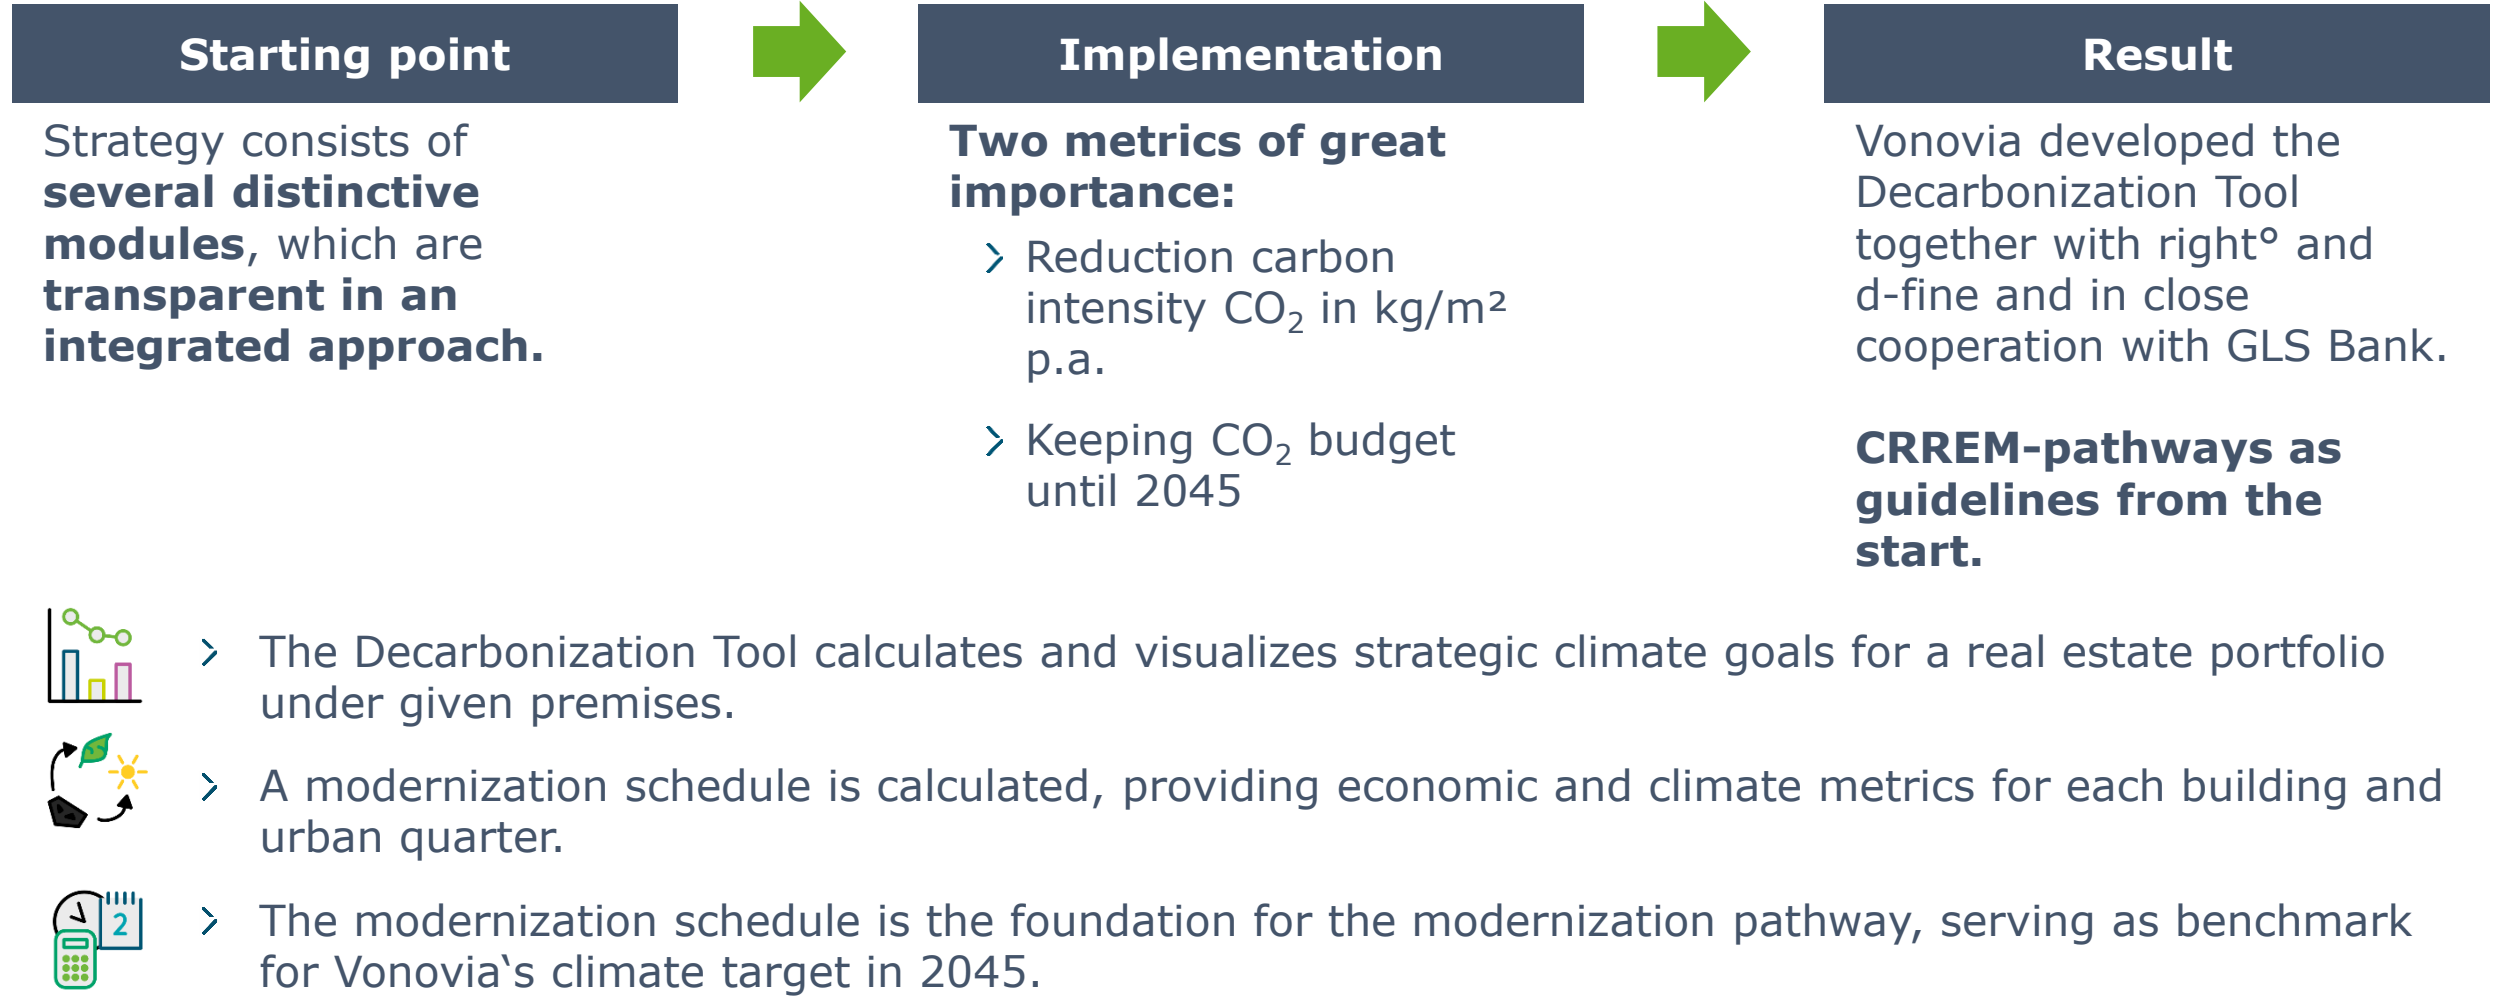 Starting point
Implementation
Result
Strategy consists of
several distinctive
modules, which are
transparent in an
integrated approach.
Two metrics of great
importance:
Reduction carbon
intensity CO₂ in kg/m²
p.a.
Keeping CO₂ budget
until 2045
Vonovia developed the
Decarbonization Tool
together with right° and
d-fine and in close
cooperation with GLS Bank.
CRREM-pathways as
guidelines from the
start.
The Decarbonization Tool calculates and visualizes strategic climate goals for a real estate portfolio
under given premises.
A modernization schedule is calculated, providing economic and climate metrics for each building and
urban quarter.
2
The modernization schedule is the foundation for the modernization pathway, serving as benchmark
for Vonovia‘s climate target in 2045.